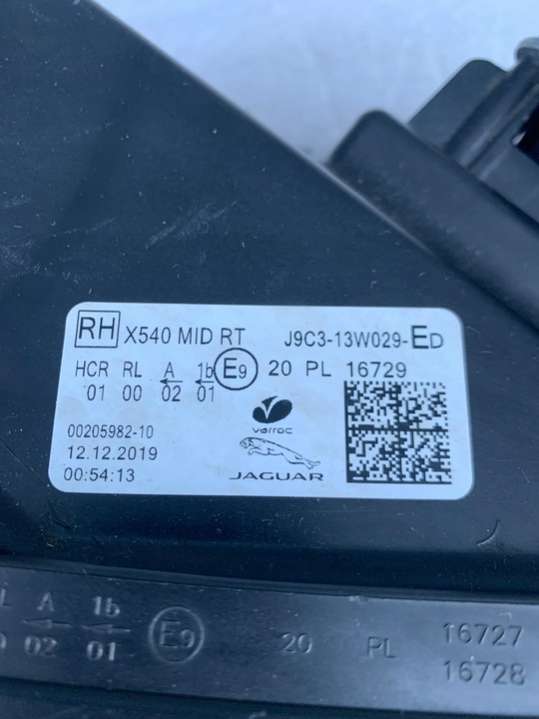 RH X540 MID RT J9C3-13W029-ED
HCR RL A 1b E9 20 PL 16729
01 00 02 01
00205982-10
12.12.2019
00:54:13
varroc
JAGUAR
L A 1b E9 20 PL 16727
02 01 16728